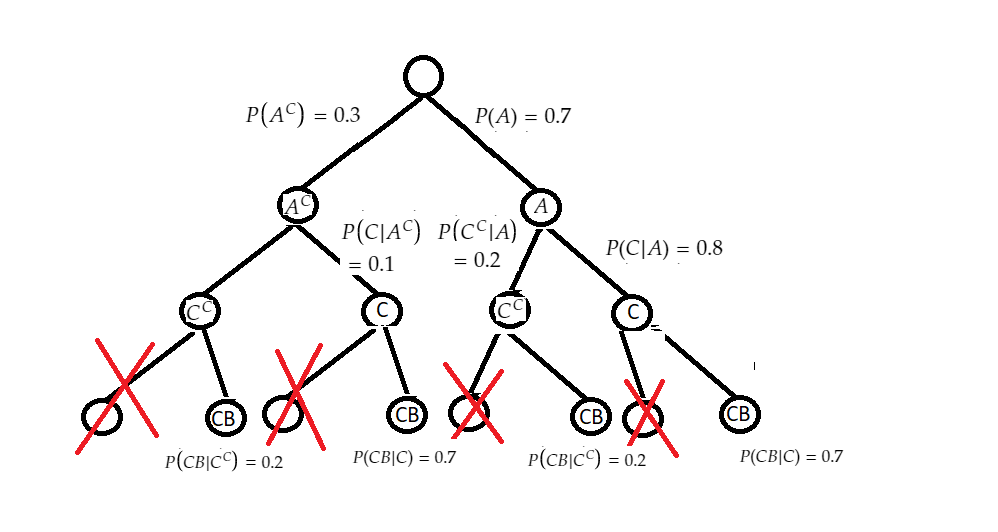 P(A^C) = 0.3
P(A) = 0.7
A^C
A
P(C|A^C)
= 0.1
P(C^C|A)
= 0.2
P(C|A) = 0.8
C^C
C
C^C
C
CB
CB
CB
CB
P(CB|C^C) = 0.2
P(CB|C) = 0.7
P(CB|C^C) = 0.2
P(CB|C) = 0.7